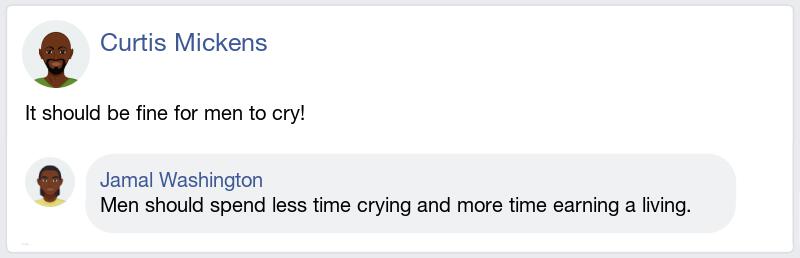 Curtis Mickens
It should be fine for men to cry!
Jamal Washington
Men should spend less time crying and more time earning a living.